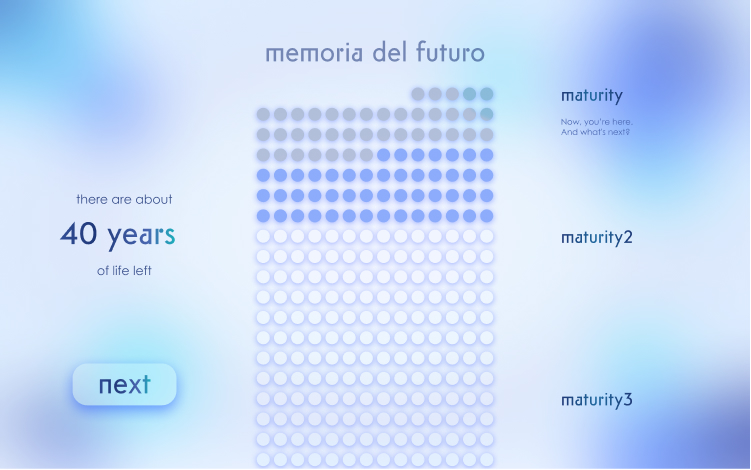 memoria del futuro
there are about
40 years
of life left
next
maturity
Now, you're here.
And what's next?
maturity2
maturity3